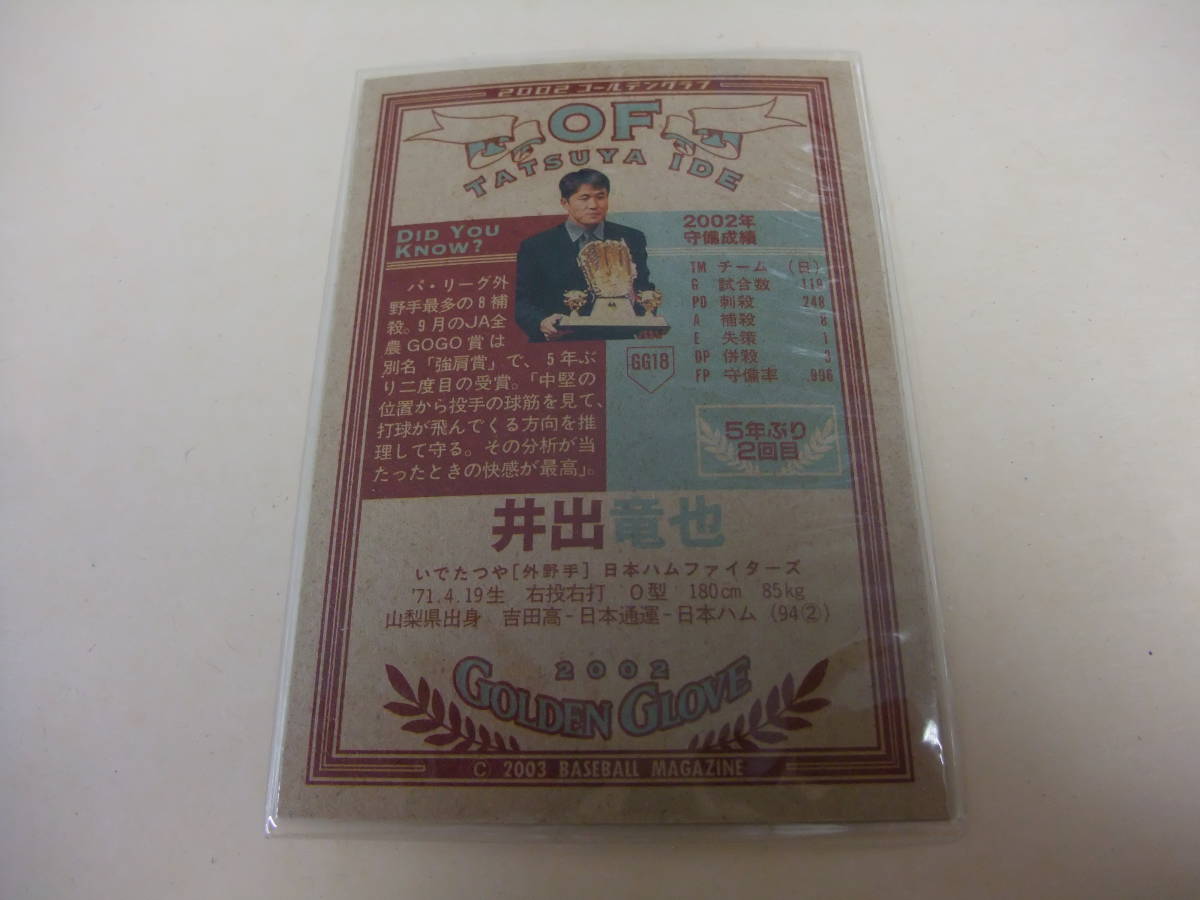 2002 ゴールデングラブ
OF
TATSUYA IDE
DID YOU
KNOW?
パ・リーグ外
野手最多の8補
殺。9月のJA全
農GOGO賞は
別名「強肩賞」で、5年ぶ
り二度目の受賞。「中堅の
位置から投手の球筋を見て、
打球が飛んでくる方向を推
理して守る。その分析が当
たったときの快感が最高」。
2002年
守備成績
TM チーム (日)
G 試合数 119
PO 刺殺 248
A 補殺 8
E 失策 1
DP 併殺 3
FP 守備率 .996
GG18
5年ぶり
2回目
井出竜也
いでたつや[外野手] 日本ハムファイターズ
'71.4.19生 右投右打 O型 180cm 85kg
山梨県出身 吉田高-日本通運-日本ハム (94②)
2002
GOLDEN GLOVE
© 2003 BASEBALL MAGAZINE